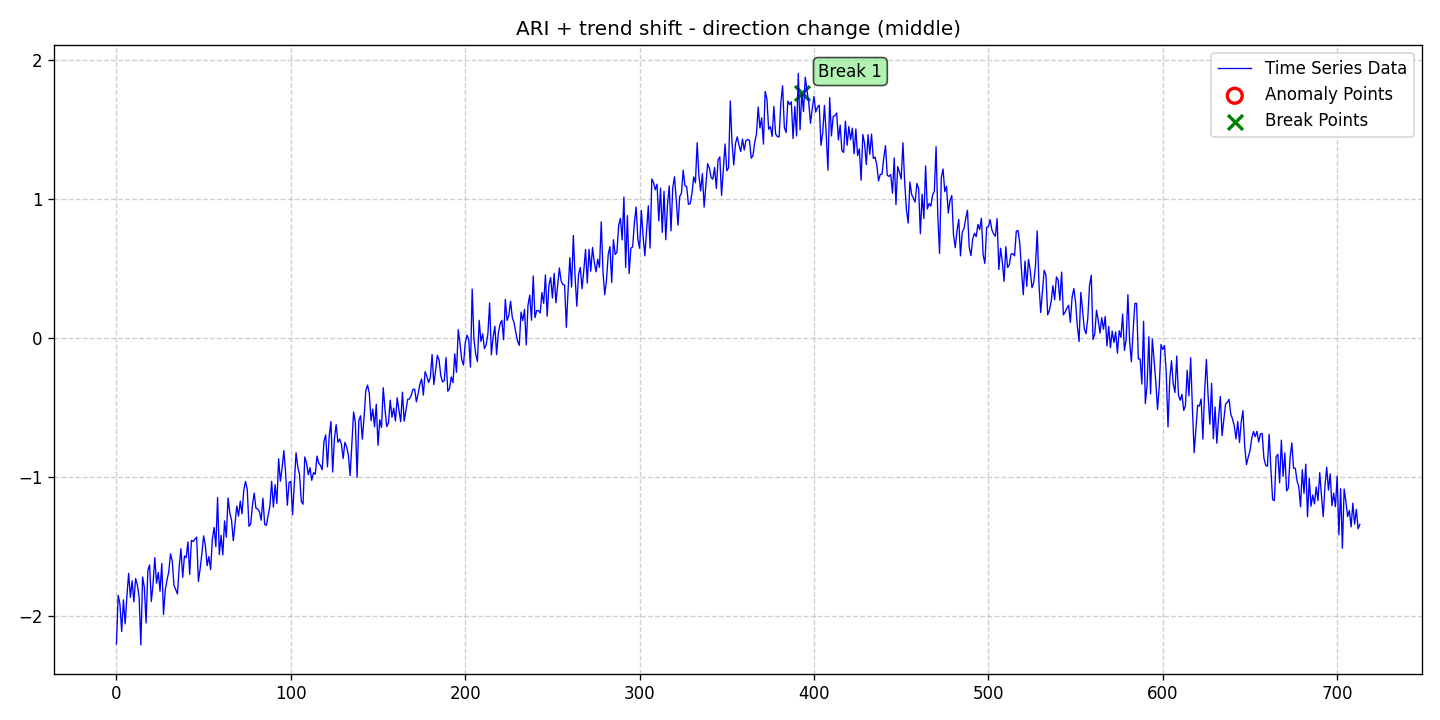 ARI + trend shift - direction change (middle)
Break 1
Time Series Data
Anomaly Points
Break Points
2
1
0
−1
−2
0
100
200
300
400
500
600
700